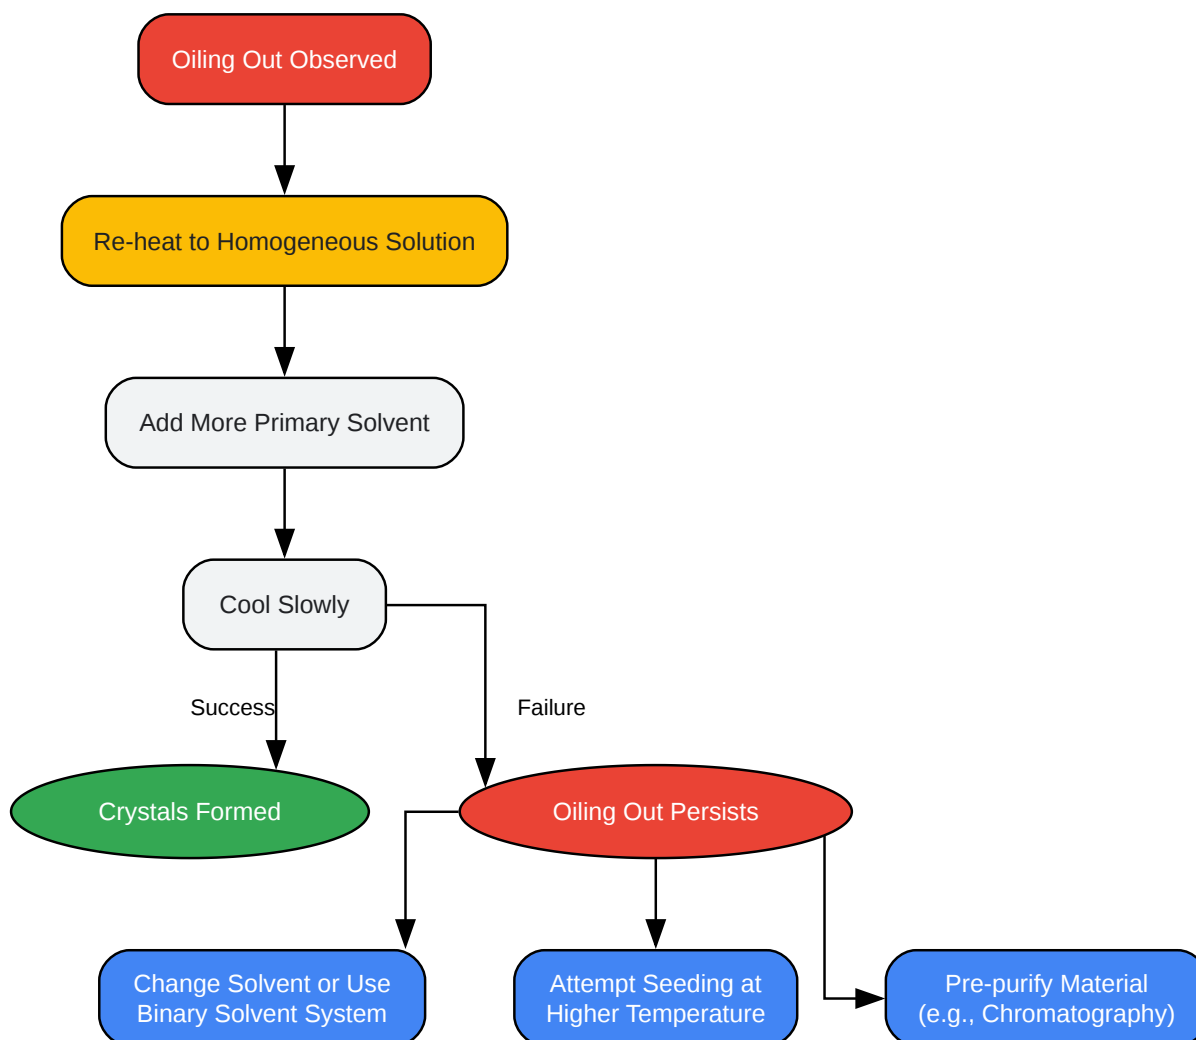 Oiling Out Observed
Re-heat to Homogeneous Solution
Add More Primary Solvent
Cool Slowly
Success
Failure
Crystals Formed
Oiling Out Persists
Change Solvent or Use
Binary Solvent System
Attempt Seeding at
Higher Temperature
Pre-purify Material
(e.g., Chromatography)